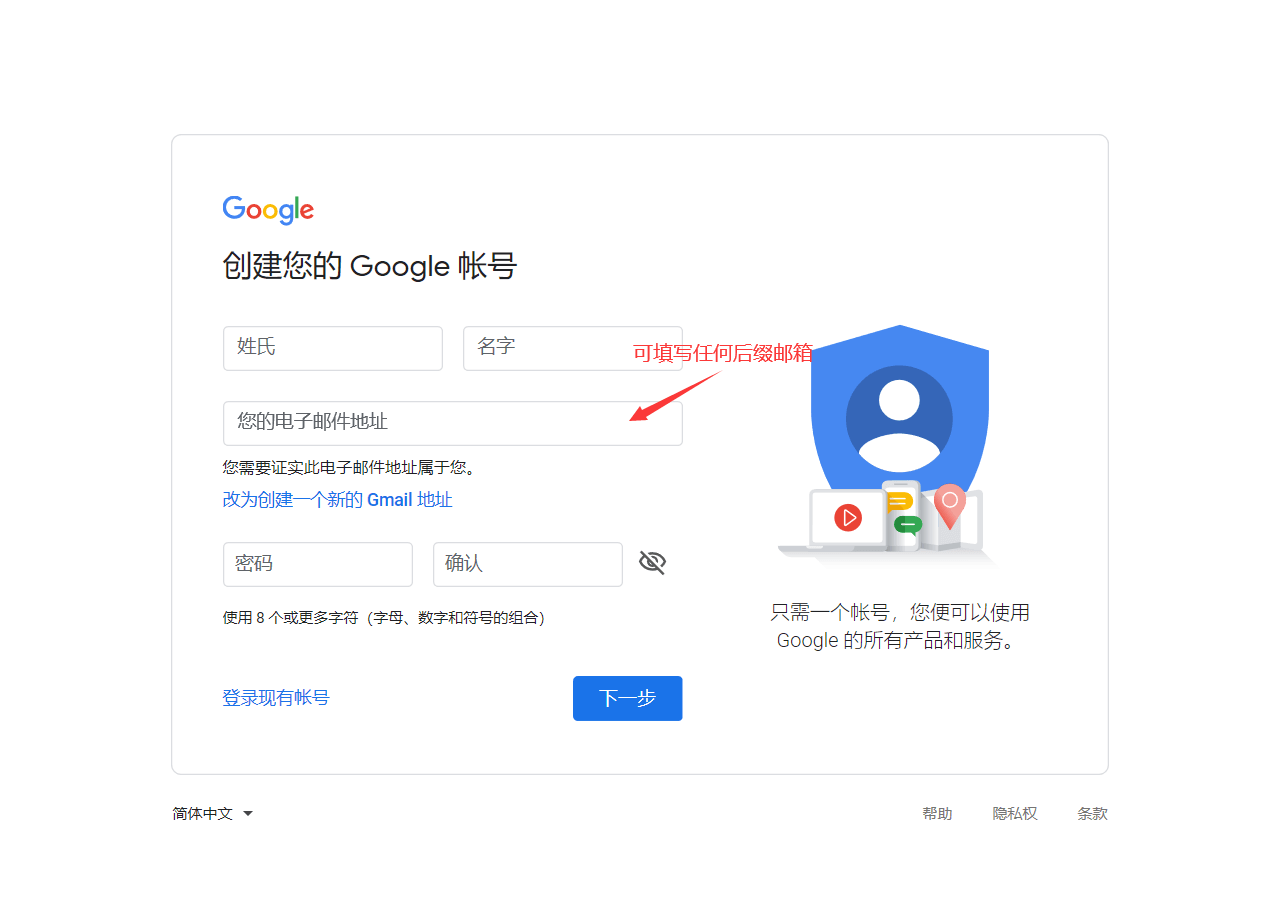 Google
创建您的 Google 帐号
姓氏
名字
可填写任何后缀邮箱
您的电子邮件地址
您需要证实此电子邮件地址属于您。
改为创建一个新的 Gmail 地址
密码
确认
使用 8 个或更多字符（字母、数字和符号的组合）
登录现有帐号
下一步
只需一个帐号，您便可以使用
Google 的所有产品和服务。
简体中文
帮助
隐私权
条款